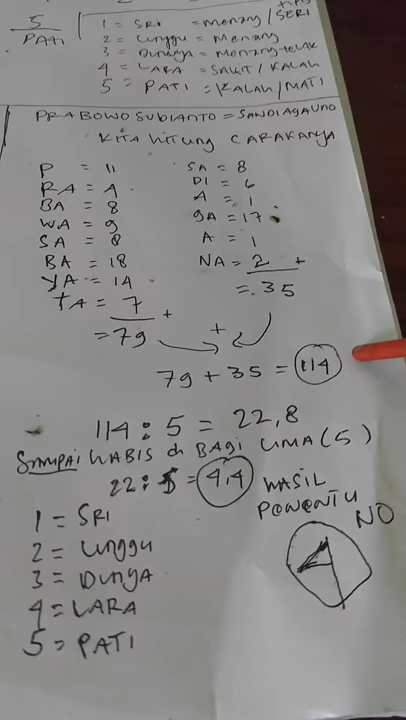 5
PATI
1 = SRI = menang / SERI
2 = Lunggu = menang
3 = Dunya = menang telak
4 = LARA = SAKIT / KALAH
5 = PATI = KALAH / MATI
PRABOWO SUBIANTO = SANDIAGAUNO
KITA HITUNG CARAKANYA
P = 11
RA = 4
BA = 8
WA = 9
SA = 8
BA = 18
YA = 14
TA = 7 +
= 79
SA = 8
DI = 6
A = 1
GA = 17
A = 1
NA = 2 +
= 35
+
79 + 35 = 114
114 : 5 = 22,8
SAMPAI HABIS di BAGI LIMA (5)
22 : 5 = 4,4 HASIL
PENENTU
NO
1 = SRI
2 = Lunggu
3 = DUNYA
4 = LARA
5 = PATI